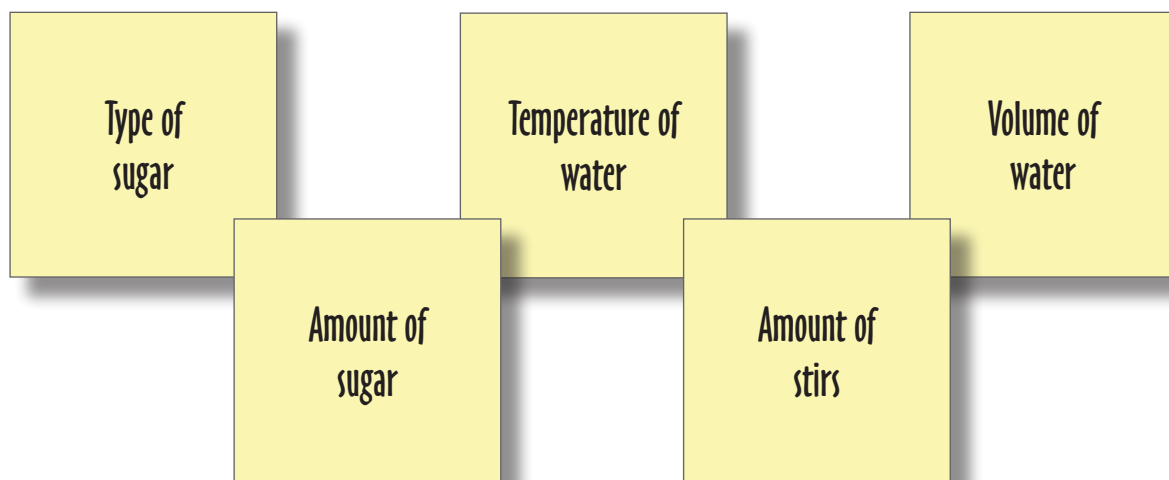 Type of
sugar
Temperature of
water
Volume of
water
Amount of
sugar
Amount of
stirs